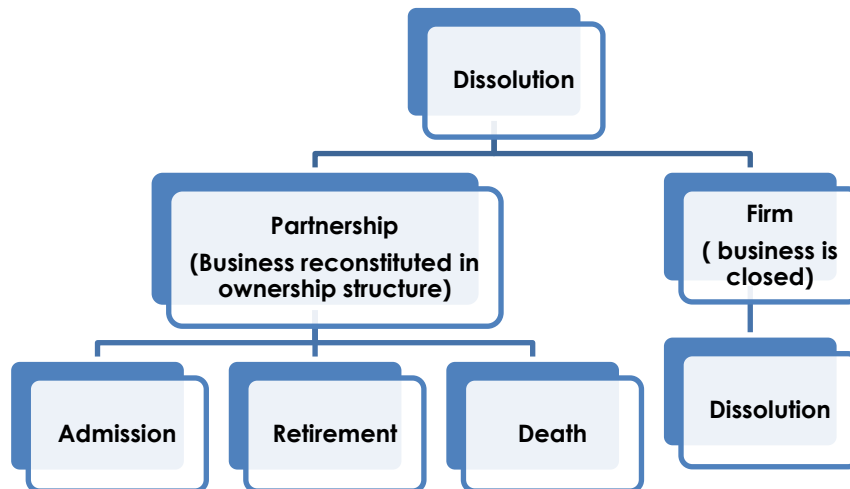 Dissolution
Partnership
(Business reconstituted in
ownership structure)
Firm
( business is
closed)
Admission
Retirement
Death
Dissolution